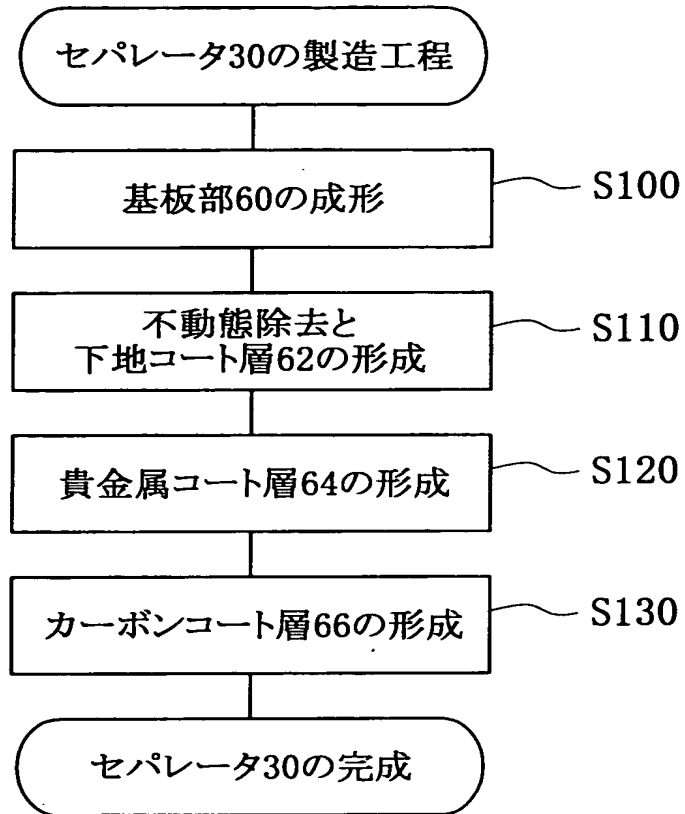 セパレータ30の製造工程
基板部60の成形
S100
不動態除去と
下地コート層62の形成
S110
貴金属コート層64の形成
S120
カーボンコート層66の形成
S130
セパレータ30の完成